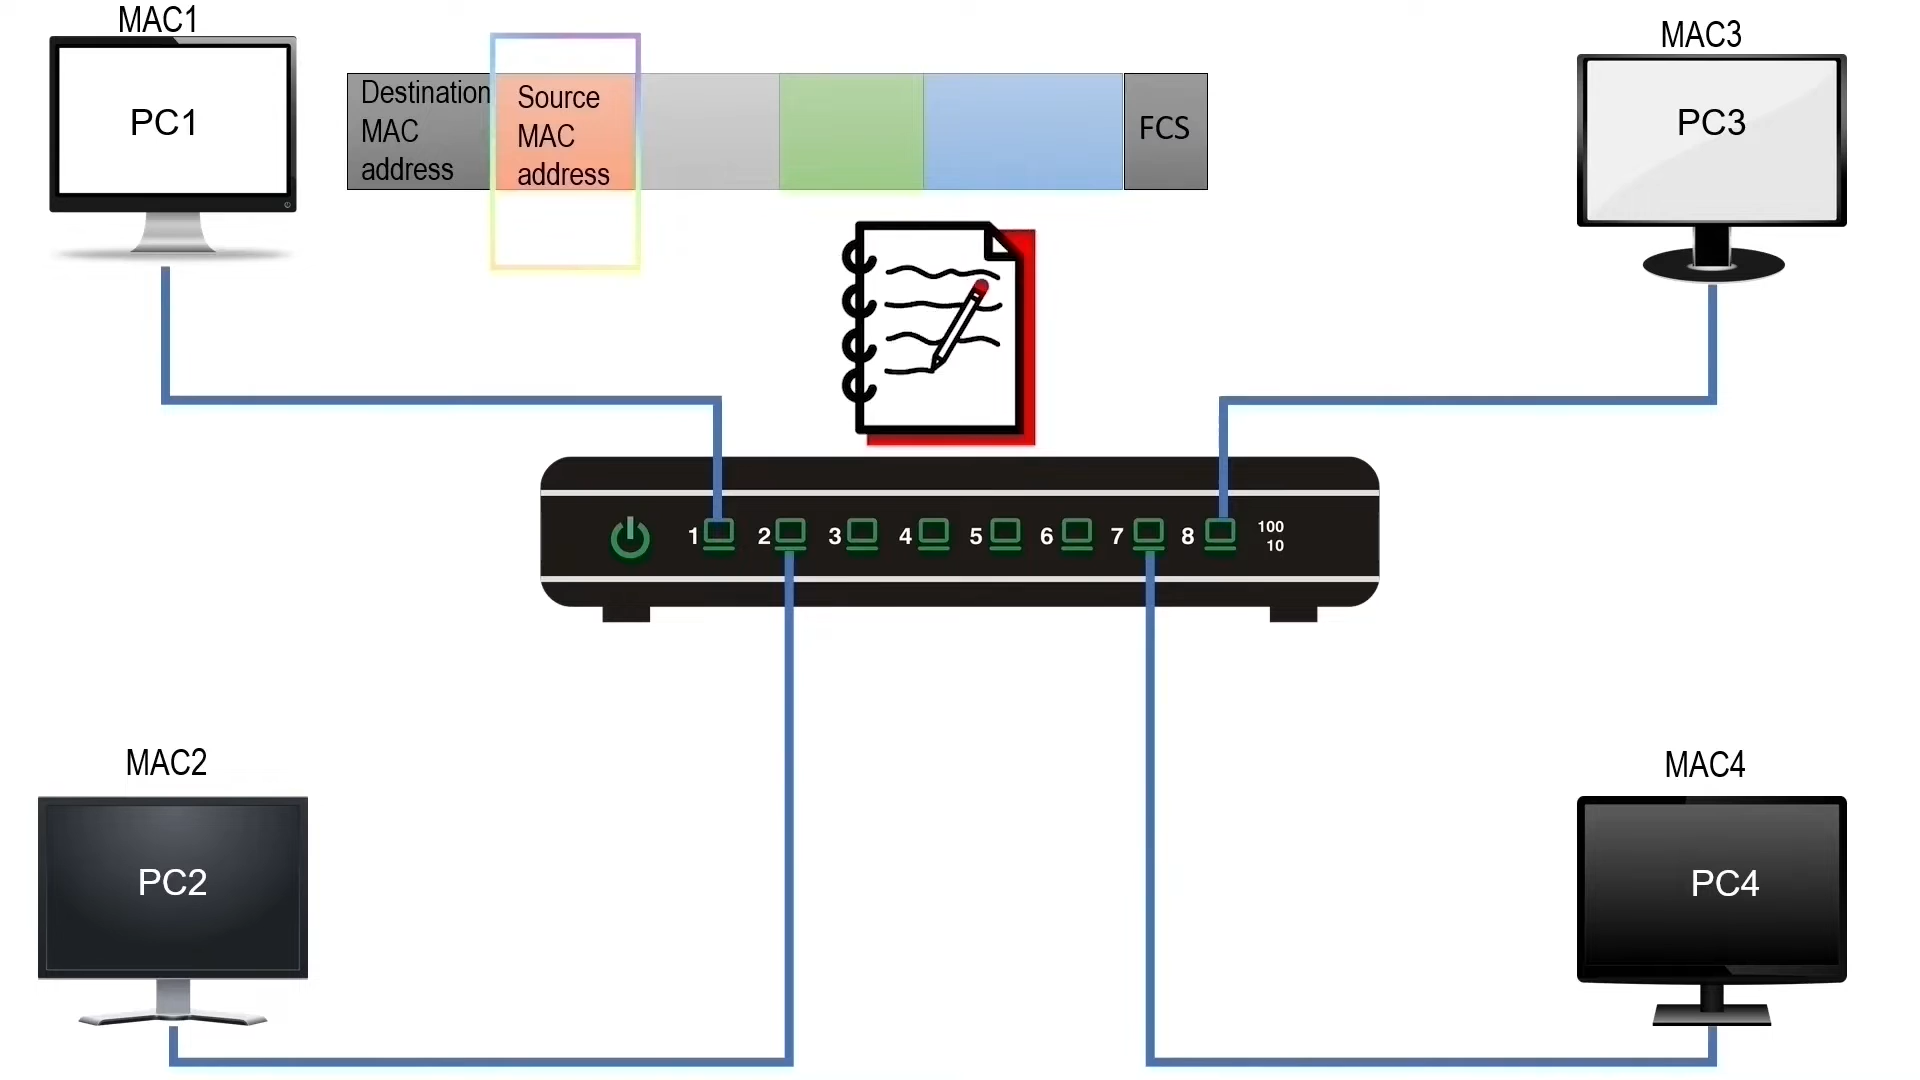 MAC1
PC1
Destination
MAC
address
Source
MAC
address
FCS
MAC3
PC3
1 2 3 4 5 6 7 8
100
10
MAC2
PC2
MAC4
PC4